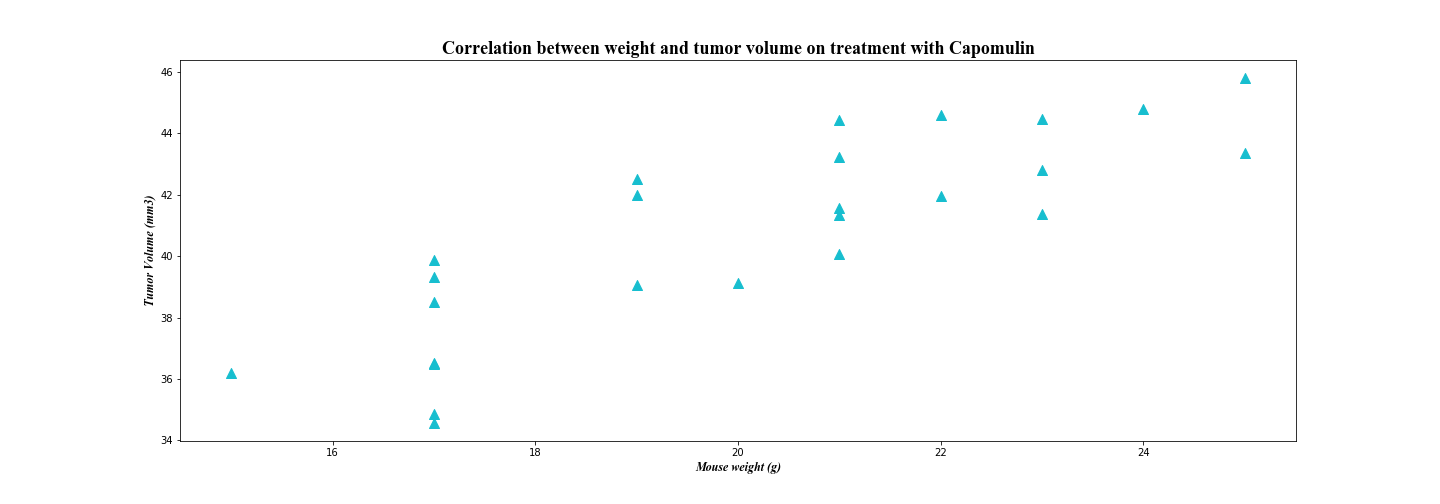 Correlation between weight and tumor volume on treatment with Capomulin
46
44
42
40
38
36
34
Tumor Volume (mm3)
16 18 20 22 24
Mouse weight (g)